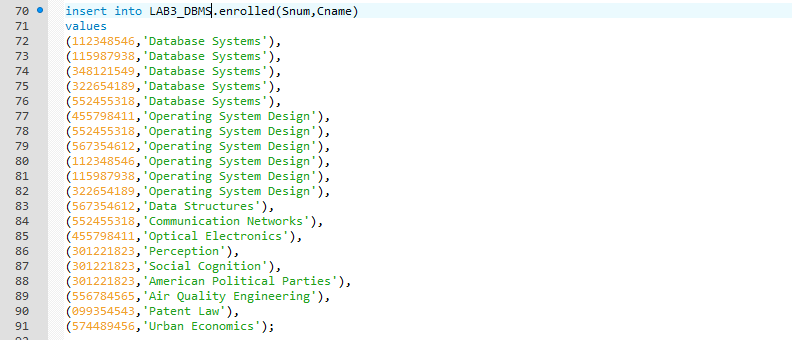 70 insert into LAB3_DBMS.enrolled(Snum,Cname)
71 values
72 (112348546,'Database Systems'),
73 (115987938,'Database Systems'),
74 (348121549,'Database Systems'),
75 (322654189,'Database Systems'),
76 (552455318,'Database Systems'),
77 (455798411,'Operating System Design'),
78 (552455318,'Operating System Design'),
79 (567354612,'Operating System Design'),
80 (112348546,'Operating System Design'),
81 (115987938,'Operating System Design'),
82 (322654189,'Operating System Design'),
83 (567354612,'Data Structures'),
84 (552455318,'Communication Networks'),
85 (455798411,'Optical Electronics'),
86 (301221823,'Perception'),
87 (301221823,'Social Cognition'),
88 (301221823,'American Political Parties'),
89 (556784565,'Air Quality Engineering'),
90 (099354543,'Patent Law'),
91 (574489456,'Urban Economics');